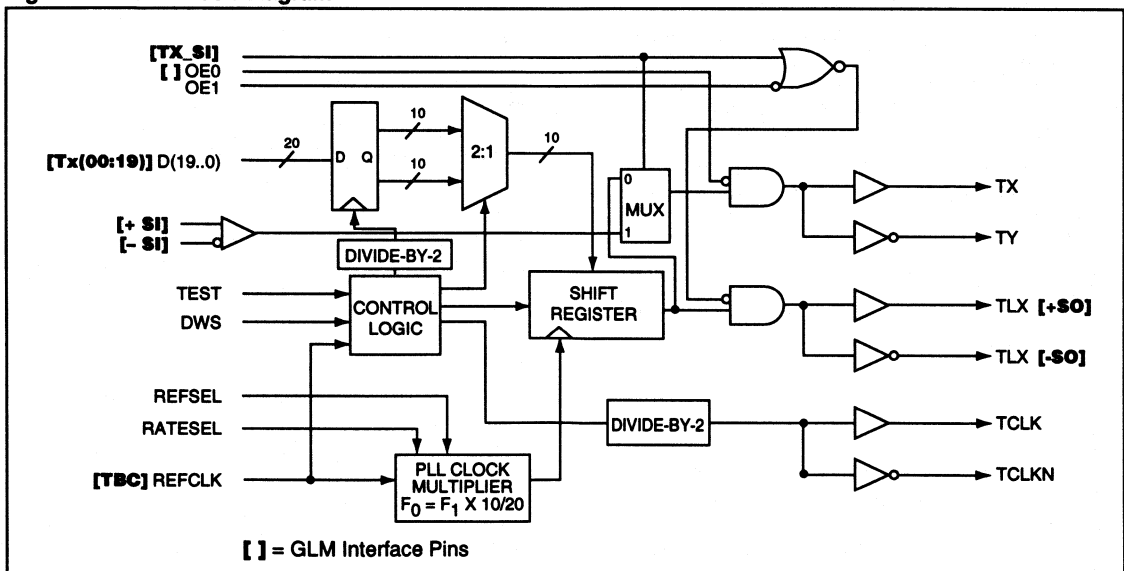 [TX_SI]
[ ] OE0
OE1
10
20
[Tx(00:19)] D(19..0)
D Q
10
2:1
10
0
MUX
1
TX
TY
[+ SI]
[– SI]
DIVIDE-BY-2
TEST
DWS
CONTROL
LOGIC
SHIFT
REGISTER
TLX [+SO]
TLX [-SO]
REFSEL
RATESEL
DIVIDE-BY-2
TCLK
[TBC] REFCLK
PLL CLOCK
MULTIPLIER
F0 = F1 X 10/20
TCLKN
[ ] = GLM Interface Pins